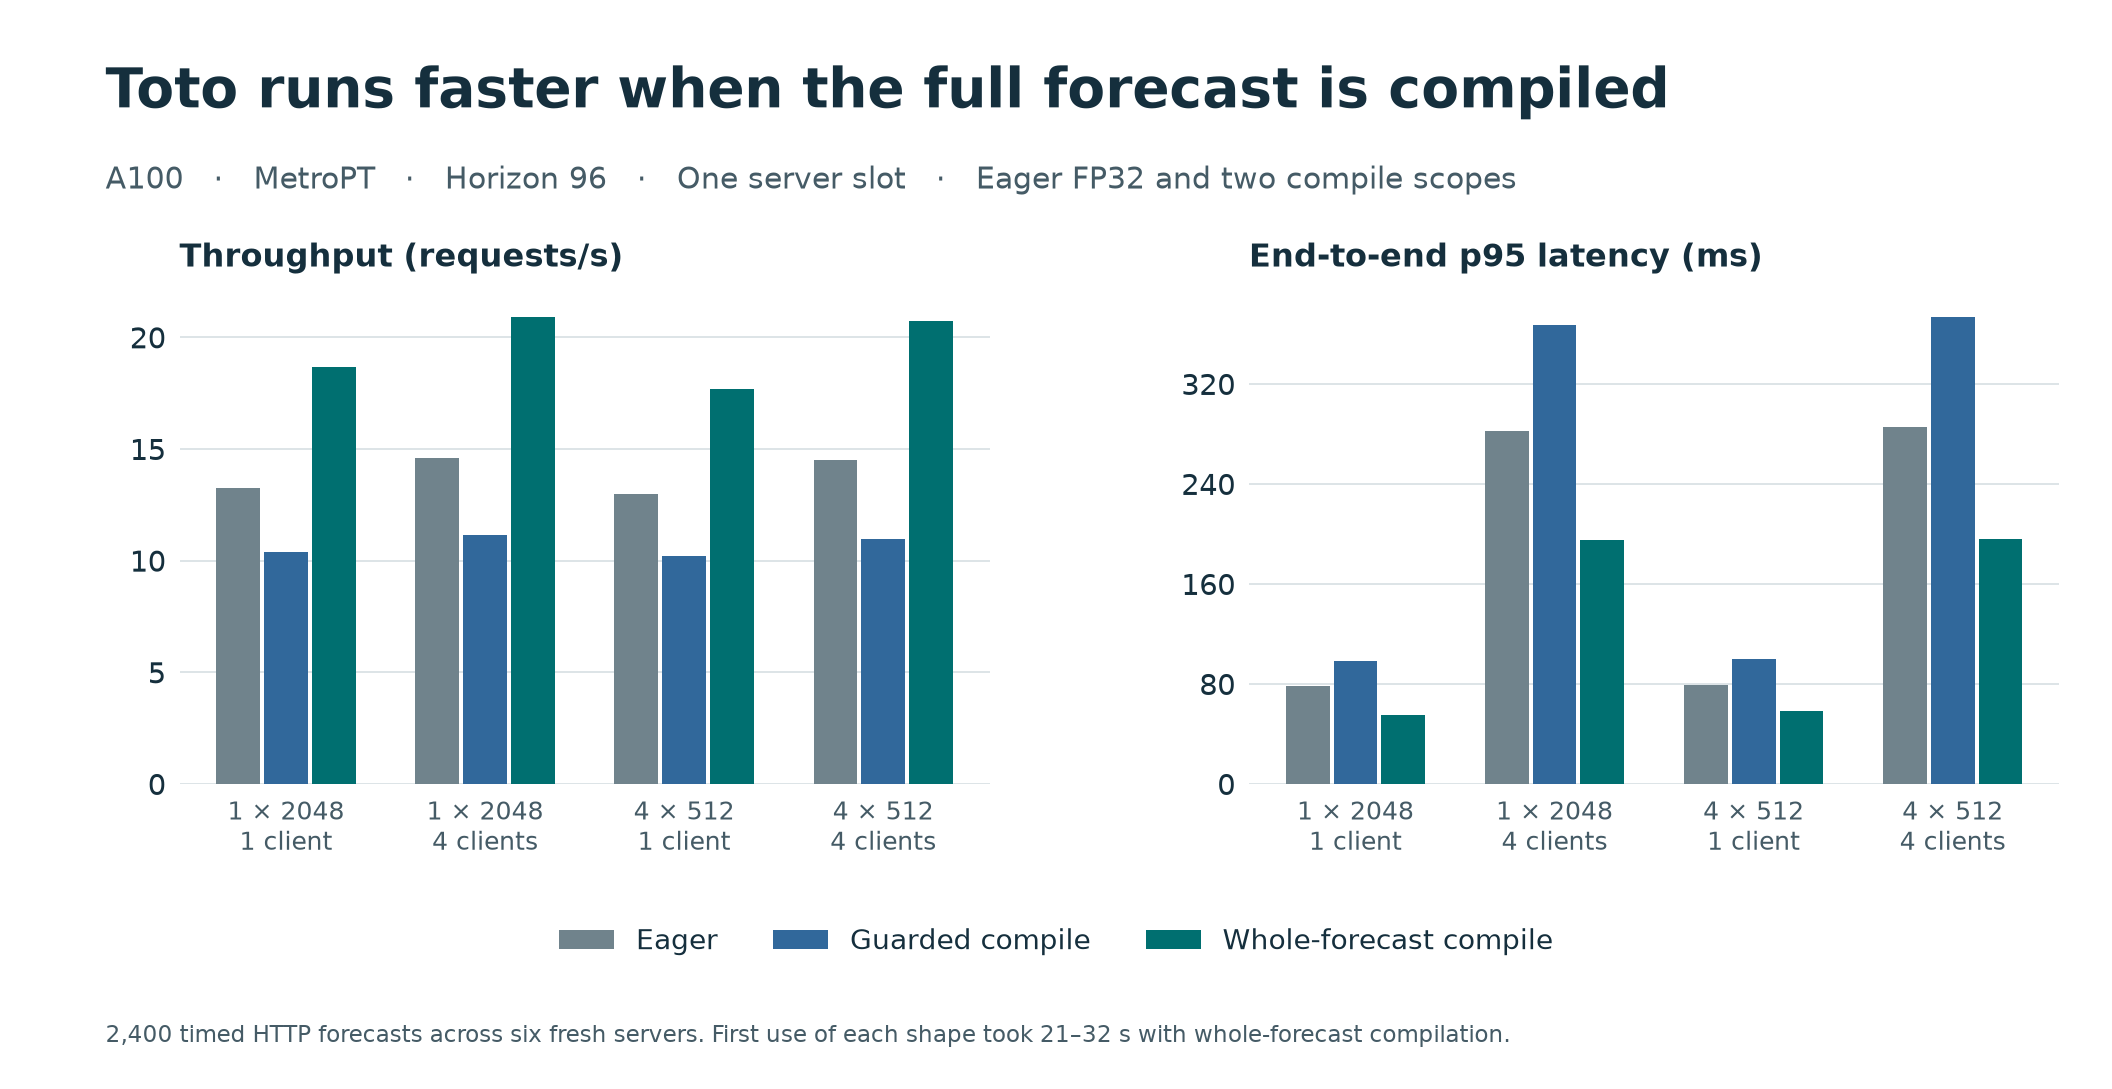 Toto runs faster when the full forecast is compiled
A100 · MetroPT · Horizon 96 · One server slot · Eager FP32 and two compile scopes
Throughput (requests/s)
20
15
10
5
0
1 × 2048
1 client
1 × 2048
4 clients
4 × 512
1 client
4 × 512
4 clients
End-to-end p95 latency (ms)
320
240
160
80
0
1 × 2048
1 client
1 × 2048
4 clients
4 × 512
1 client
4 × 512
4 clients
Eager
Guarded compile
Whole-forecast compile
2,400 timed HTTP forecasts across six fresh servers. First use of each shape took 21–32 s with whole-forecast compilation.